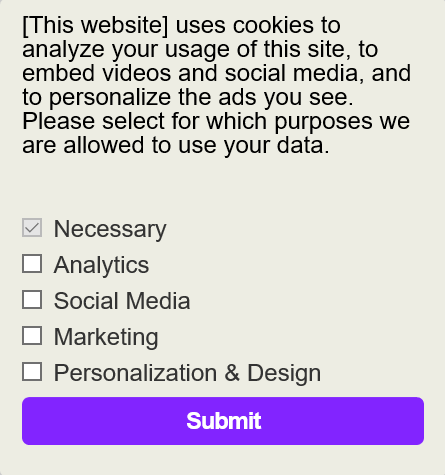 [This website] uses cookies to
analyze your usage of this site, to
embed videos and social media, and
to personalize the ads you see.
Please select for which purposes we
are allowed to use your data.
Necessary
Analytics
Social Media
Marketing
Personalization & Design
Submit